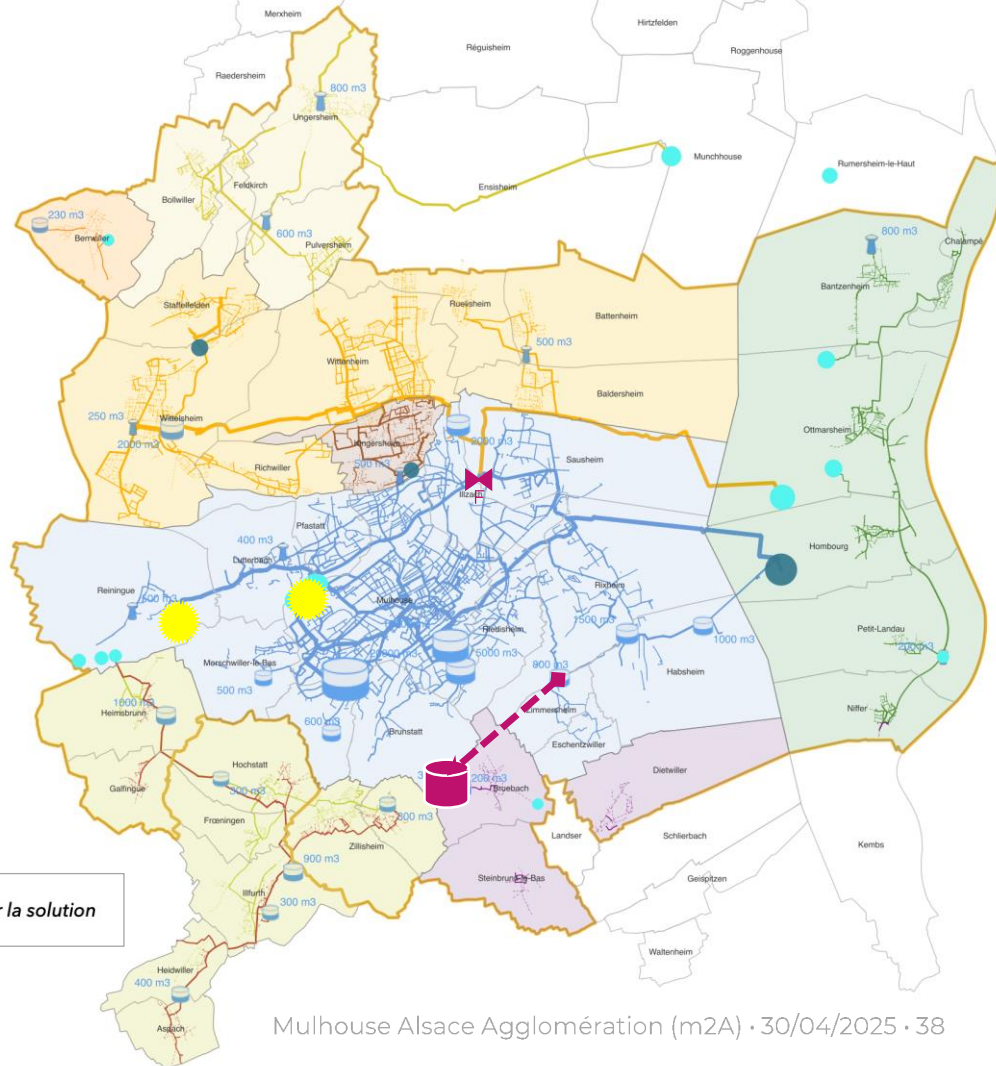 Merxheim
Hirtzfelden
Réguisheim
Roggenhouse
Raedersheim
800 m3
Ungersheim
Munchhouse
Rumersheim-le-Haut
Feldkirch
Ensisheim
Bollwiller
230 m3
Berrwiller
600 m3
Pulversheim
800 m3
Chalampé
Bantzenheim
Staffelfelden
Ruelisheim
Battenheim
500 m3
Wittenheim
Baldersheim
250 m3
Wittelsheim
2000 m3
Ottmarsheim
Kingersheim
2000 m3
500 m3
Richwiller
Sausheim
Illzach
Pfastatt
400 m3
Lutterbach
Hombourg
Reiningue
Rixheim
Mulhouse
1500 m3
Riedisheim
1000 m3
Petit-Landau
200 m3
Morschwiller-le-Bas
5000 m3
500 m3
800 m3
Habsheim
1000 m3
Heimsbrunn
Zimmersheim
Niffer
600 m3
Brunstatt
Eschentzwiller
Hochstatt
Dietwiller
300 m3
200 m3
Bruebach
Galfingue
Frœningen
300 m3
Zillisheim
Landser
Schlierbach
Kembs
900 m3
Steinbrunn-le-Bas
Geispitzen
Illfurth
300 m3
r la solution
Waltenheim
Heidwiller
400 m3
Aspach
Mulhouse Alsace Agglomération (m2A) • 30/04/2025 • 38